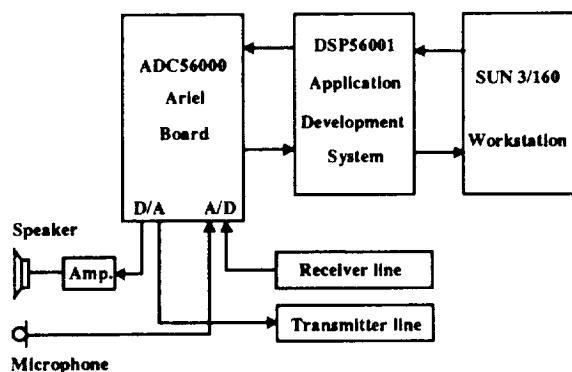 ADC56000
Ariel
Board
D/A A/D
DSP56001
Application
Development
System
SUN 3/160
Workstation
Speaker
Amp.
Microphone
Receiver line
Transmitter line